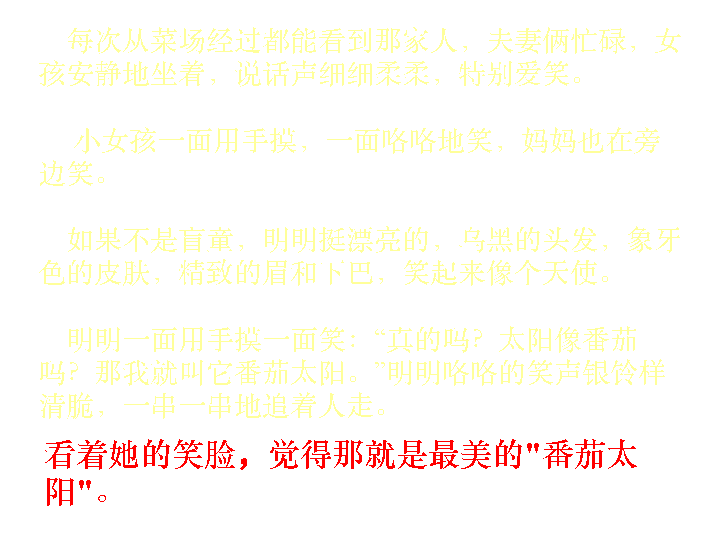 每次从菜场经过都能看到那家人，夫妻俩忙碌，女
孩安静地坐着，说话声细细柔柔，特别爱笑。
小女孩一面用手摸，一面咯咯地笑，妈妈也在旁
边笑。
如果不是盲童，明明挺漂亮的，乌黑的头发，象牙
色的皮肤，精致的眉和下巴，笑起来像个天使。
明明一面用手摸一面笑：“真的吗？太阳像番茄
吗？那我就叫它番茄太阳。”明明咯咯的笑声银铃样
清脆，一串一串地追着人走。
看着她的笑脸，觉得那就是最美的"番茄太
阳"。